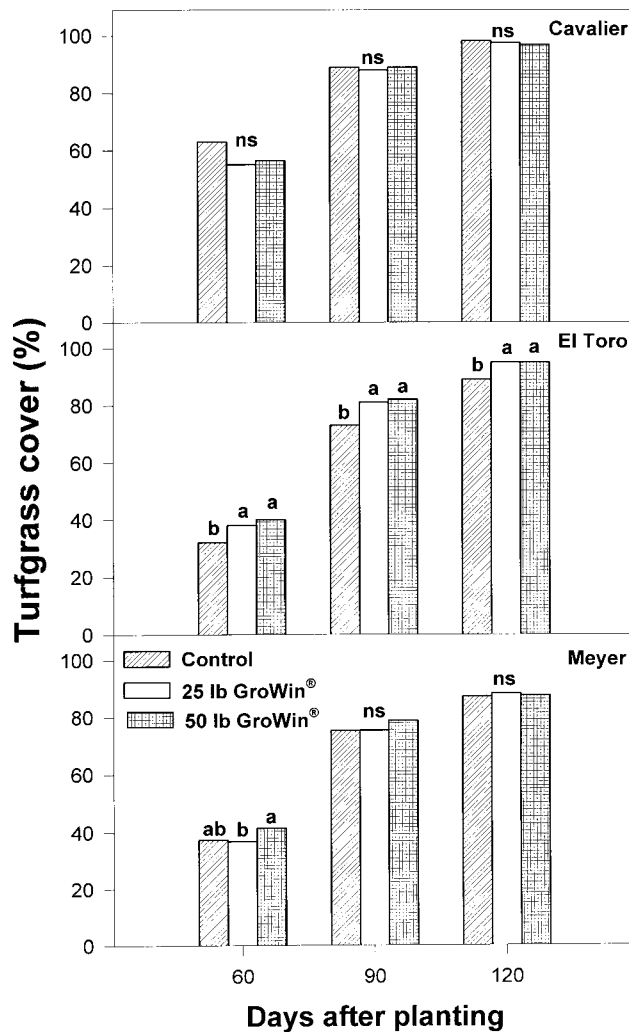 Turfgrass cover (%)
100
80
60
40
20
0
Cavalier
ns
ns
ns
100
80
60
40
20
0
El Toro
b a a
b a a
b a a
100
80
60
40
20
0
Meyer
Control
25 lb GroWin®
50 lb GroWin®
ab b a
ns
ns
60 90 120
Days after planting